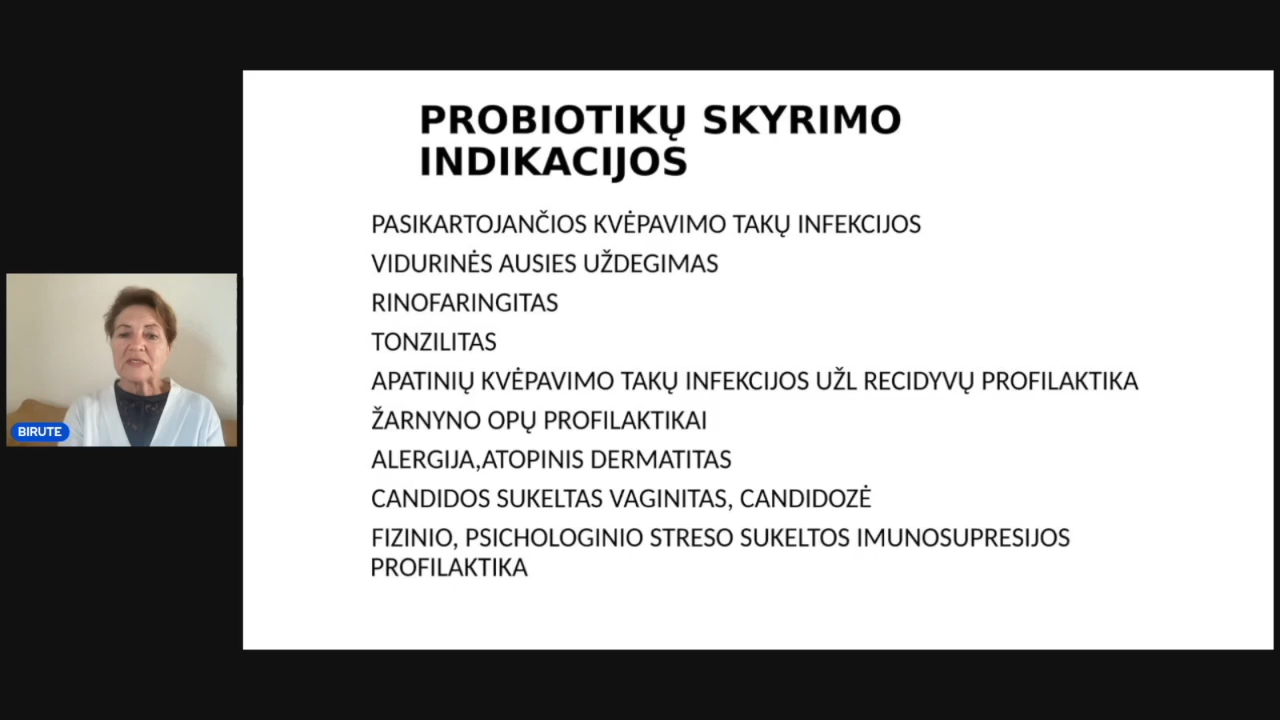 PROBIOTIKŲ SKYRIMO
INDIKACIJOS
PASIKARTOJANČIOS KVĖPAVIMO TAKŲ INFEKCIJOS
VIDURINĖS AUSIES UŽDEGIMAS
RINOFARINGITAS
TONZILITAS
APATINIŲ KVĖPAVIMO TAKŲ INFEKCIJOS UŽL RECIDYVŲ PROFILAKTIKA
ŽARNYNO OPŲ PROFILAKTIKAI
ALERGIJA,ATOPINIS DERMATITAS
CANDIDOS SUKELTAS VAGINITAS, CANDIDOZĖ
FIZINIO, PSICHOLOGINIO STRESO SUKELTOS IMUNOSUPRESIJOS
PROFILAKTIKA
BIRUTE